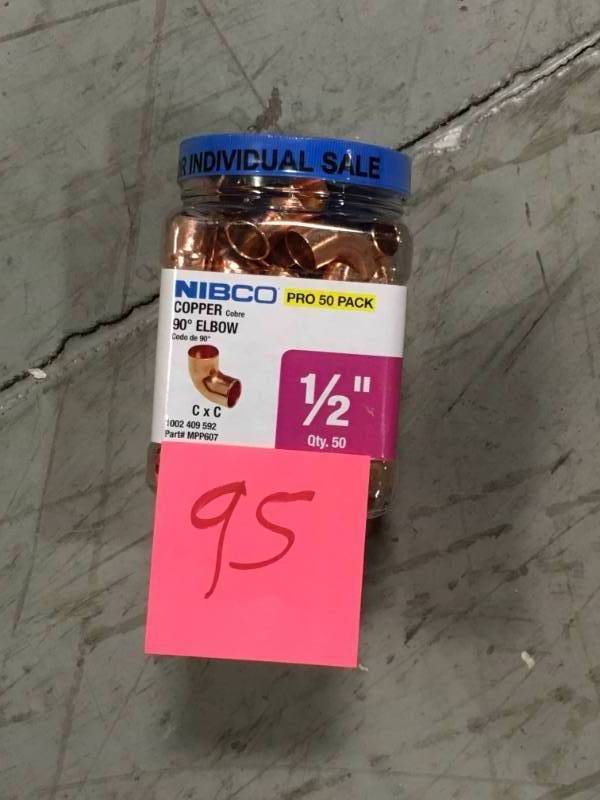 INDIVIDUAL SALE
NIBCO PRO 50 PACK
COPPER Cobre
90° ELBOW
Codo de 90°
C x C
1002 409 592
Part# MPP607
1/2"
Qty. 50
95